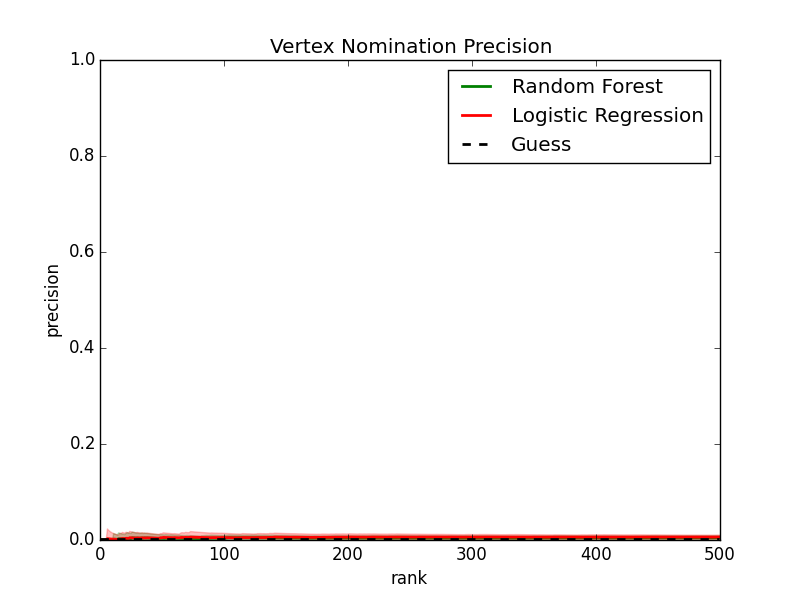 Vertex Nomination Precision
1.0
0.8
0.6
0.4
0.2
0.0
precision
Random Forest
Logistic Regression
Guess
0 100 200 300 400 500
rank